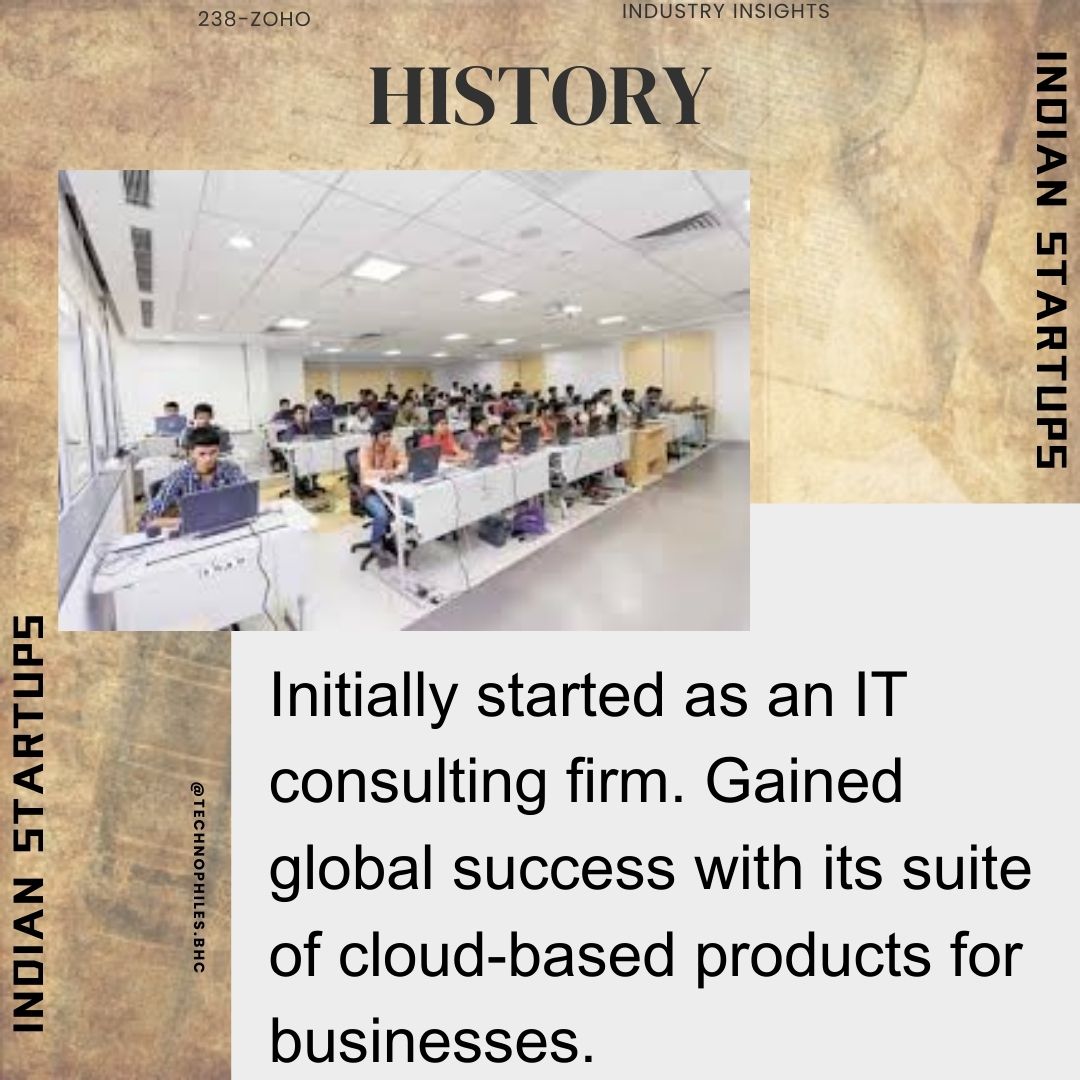 238-ZOHO
INDUSTRY INSIGHTS
HISTORY
INDIAN STARTUPS
Initially started as an IT
consulting firm. Gained
global success with its suite
of cloud-based products for
businesses.
@TECHNOPHILES.BHC
INDIAN STARTUPS